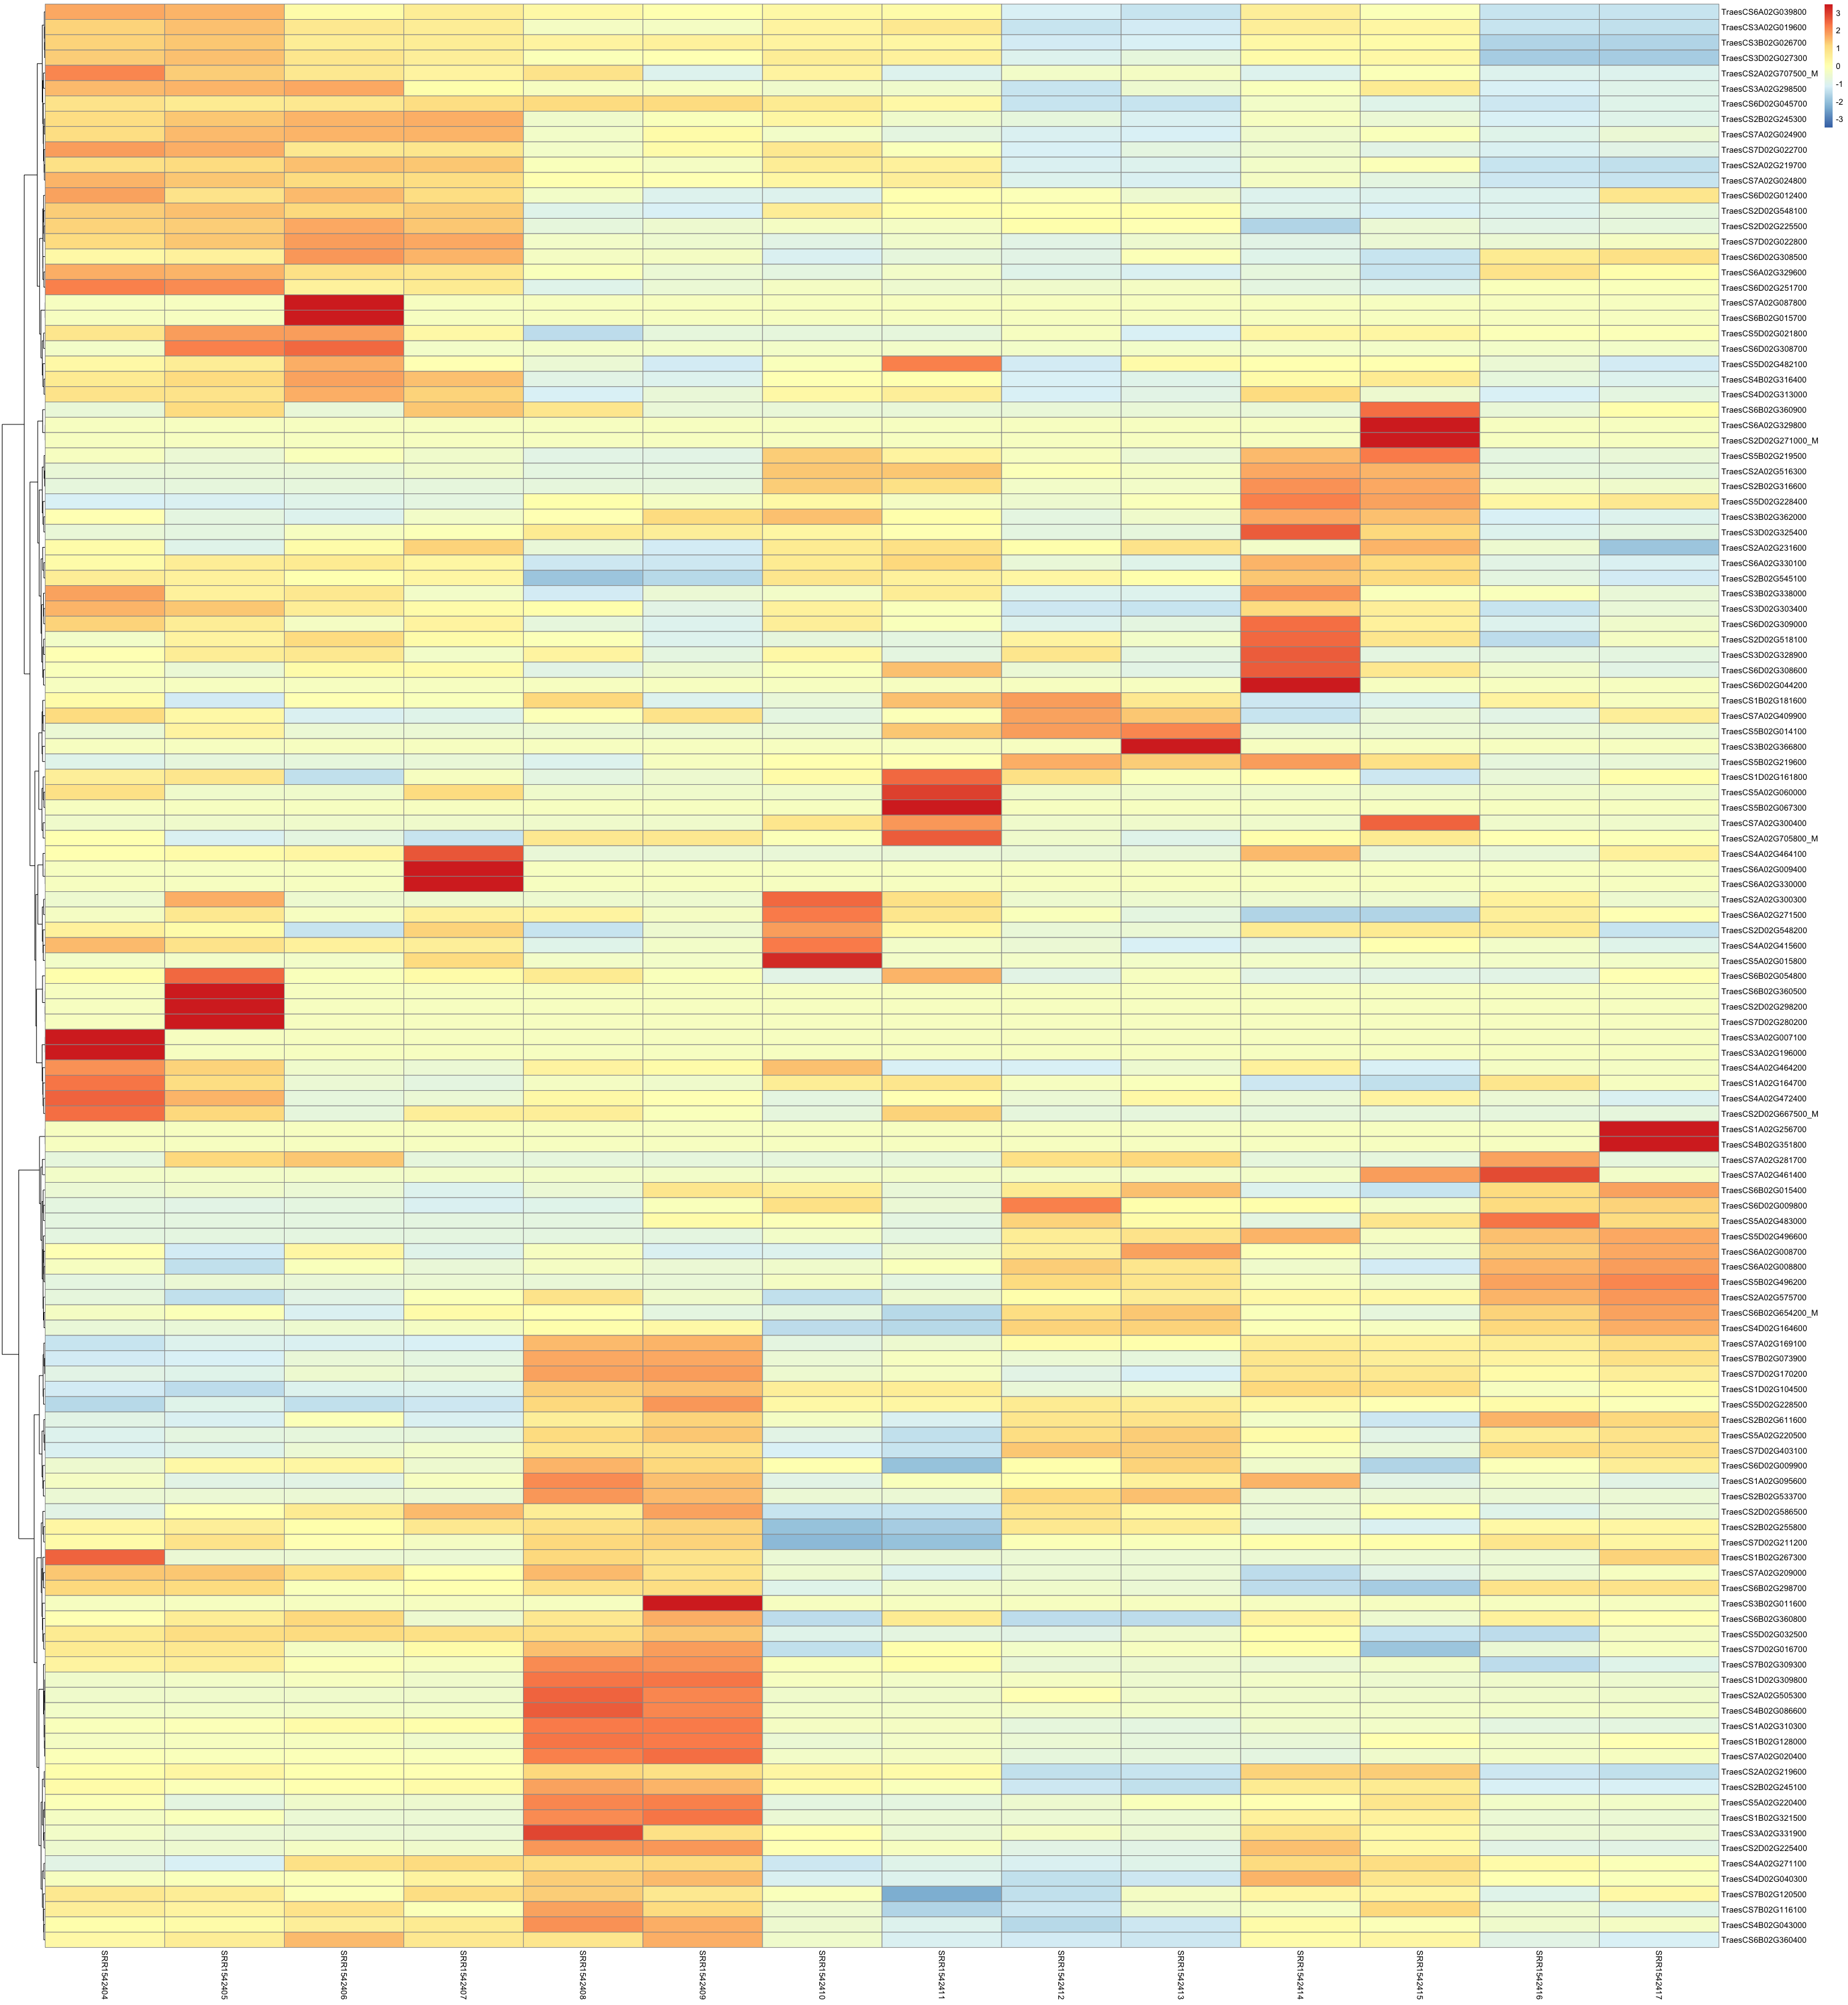 TraesCS6A02G039800
TraesCS3A02G019600
TraesCS3B02G026700
TraesCS3D02G027300
TraesCS2A02G707500_M
TraesCS3A02G298500
TraesCS6D02G045700
TraesCS2B02G245300
TraesCS7A02G024900
TraesCS7D02G022700
TraesCS2A02G219700
TraesCS7A02G024800
TraesCS6D02G012400
TraesCS2D02G548100
TraesCS2D02G225500
TraesCS7D02G022800
TraesCS6D02G308500
TraesCS6A02G329600
TraesCS6D02G251700
TraesCS7A02G087800
TraesCS6B02G015700
TraesCS5D02G021800
TraesCS6D02G308700
TraesCS5D02G482100
TraesCS4B02G316400
TraesCS4D02G313000
TraesCS6B02G360900
TraesCS6A02G329800
TraesCS2D02G271000_M
TraesCS5B02G219500
TraesCS2A02G516300
TraesCS2B02G316600
TraesCS5D02G228400
TraesCS3B02G362000
TraesCS3D02G325400
TraesCS2A02G231600
TraesCS6A02G330100
TraesCS2B02G545100
TraesCS3B02G338000
TraesCS3D02G303400
TraesCS6D02G309000
TraesCS2D02G518100
TraesCS3D02G328900
TraesCS6D02G308600
TraesCS6D02G044200
TraesCS1B02G181600
TraesCS7A02G409900
TraesCS5B02G014100
TraesCS3B02G366800
TraesCS5B02G219600
TraesCS1D02G161800
TraesCS5A02G060000
TraesCS5B02G067300
TraesCS7A02G300400
TraesCS2A02G705800_M
TraesCS4A02G464100
TraesCS6A02G009400
TraesCS6A02G330000
TraesCS2A02G300300
TraesCS6A02G271500
TraesCS2D02G548200
TraesCS4A02G415600
TraesCS5A02G015800
TraesCS6B02G054800
TraesCS6B02G360500
TraesCS2D02G298200
TraesCS7D02G280200
TraesCS3A02G007100
TraesCS3A02G196000
TraesCS4A02G464200
TraesCS1A02G164700
TraesCS4A02G472400
TraesCS2D02G667500_M
TraesCS1A02G256700
TraesCS4B02G351800
TraesCS7A02G281700
TraesCS7A02G461400
TraesCS6B02G015400
TraesCS6D02G009800
TraesCS5A02G483000
TraesCS5D02G496600
TraesCS6A02G008700
TraesCS6A02G008800
TraesCS5B02G496200
TraesCS2A02G575700
TraesCS6B02G654200_M
TraesCS4D02G164600
TraesCS7A02G169100
TraesCS7B02G073900
TraesCS7D02G170200
TraesCS1D02G104500
TraesCS5D02G228500
TraesCS2B02G611600
TraesCS5A02G220500
TraesCS7D02G403100
TraesCS6D02G009900
TraesCS1A02G095600
TraesCS2B02G533700
TraesCS2D02G586500
TraesCS2B02G255800
TraesCS7D02G211200
TraesCS1B02G267300
TraesCS7A02G209000
TraesCS6B02G298700
TraesCS3B02G011600
TraesCS6B02G360800
TraesCS5D02G032500
TraesCS7D02G016700
TraesCS7B02G309300
TraesCS1D02G309800
TraesCS2A02G505300
TraesCS4B02G086600
TraesCS1A02G310300
TraesCS1B02G128000
TraesCS7A02G020400
TraesCS2A02G219600
TraesCS2B02G245100
TraesCS5A02G220400
TraesCS1B02G321500
TraesCS3A02G331900
TraesCS2D02G225400
TraesCS4A02G271100
TraesCS4D02G040300
TraesCS7B02G120500
TraesCS7B02G116100
TraesCS4B02G043000
TraesCS6B02G360400
3
2
1
0
-1
-2
-3
SRR1542404
SRR1542405
SRR1542406
SRR1542407
SRR1542408
SRR1542409
SRR1542410
SRR1542411
SRR1542412
SRR1542413
SRR1542414
SRR1542415
SRR1542416
SRR1542417